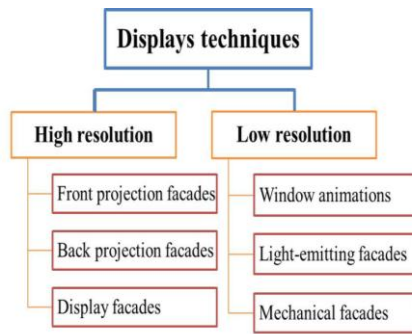 Displays techniques
High resolution
Low resolution
Front projection facades
Window animations
Back projection facades
Light-emitting facades
Display facades
Mechanical facades